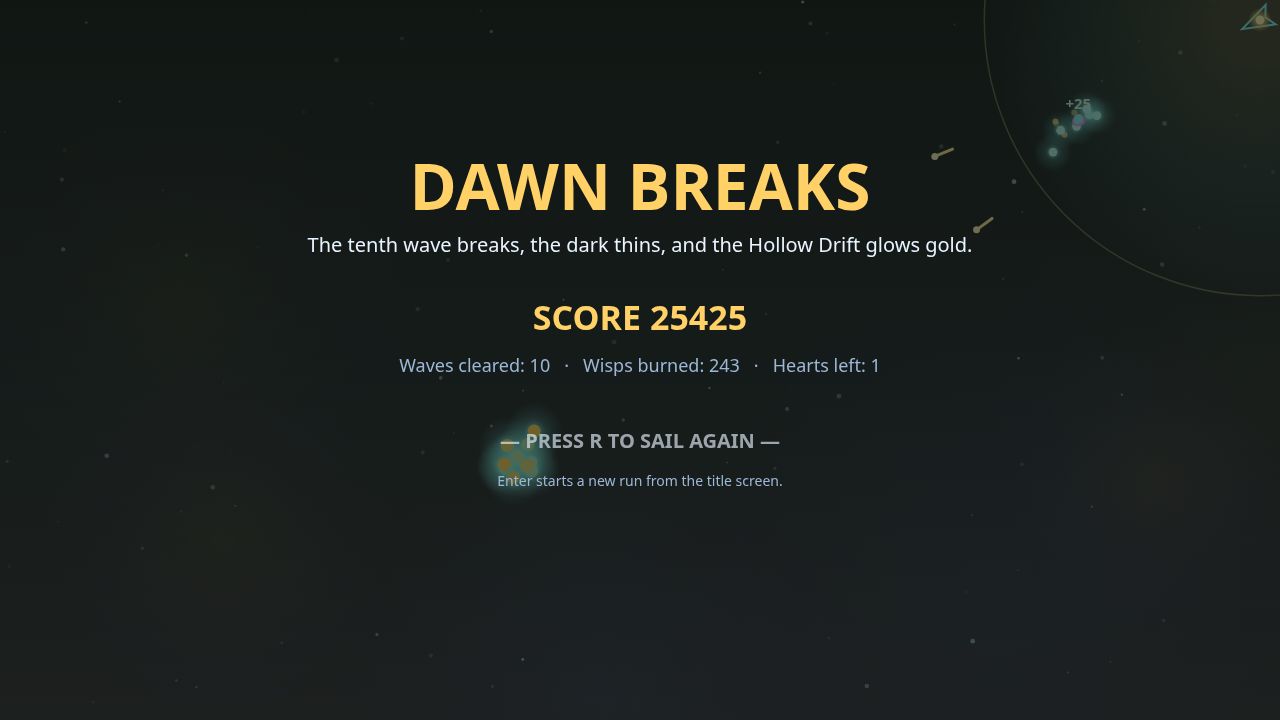 +25
DAWN BREAKS
The tenth wave breaks, the dark thins, and the Hollow Drift glows gold.
SCORE 25425
Waves cleared: 10 · Wisps burned: 243 · Hearts left: 1
— PRESS R TO SAIL AGAIN —
Enter starts a new run from the title screen.